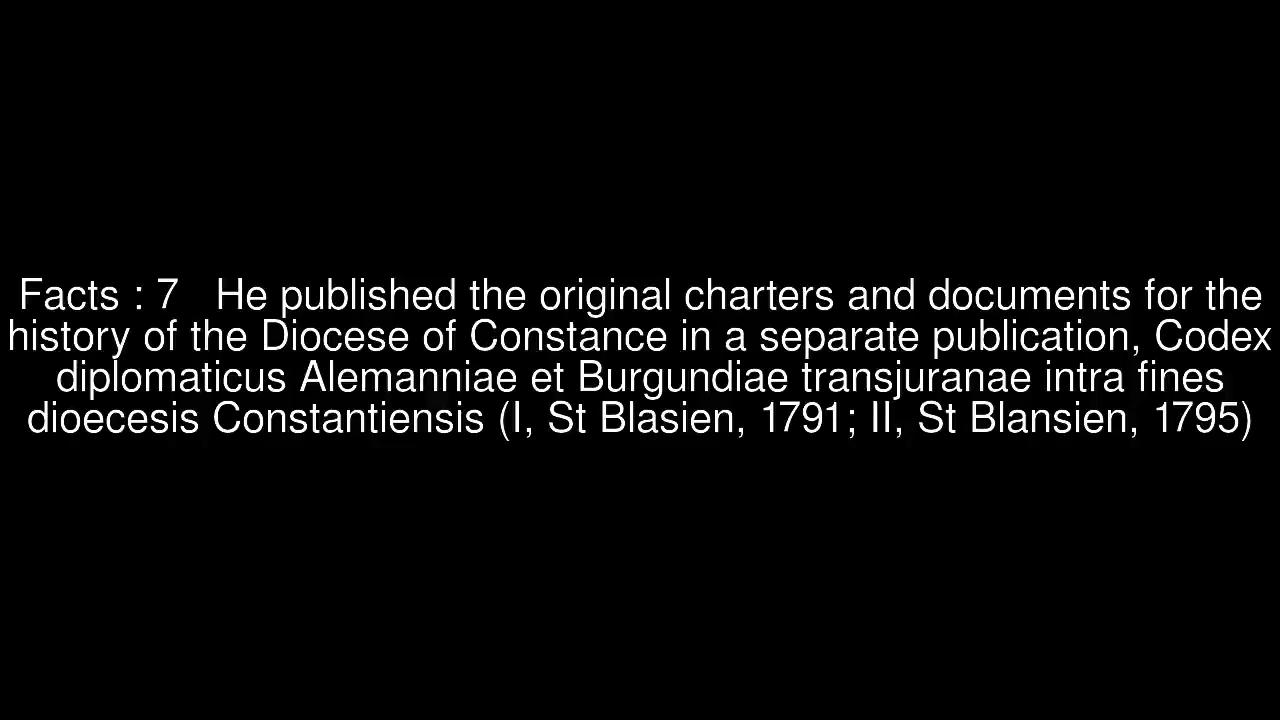 Facts : 7   He published the original charters and documents for the
history of the Diocese of Constance in a separate publication, Codex
diplomaticus Alemanniae et Burgundiae transjuranae intra fines
dioecesis Constantiensis (I, St Blasien, 1791; II, St Blansien, 1795)